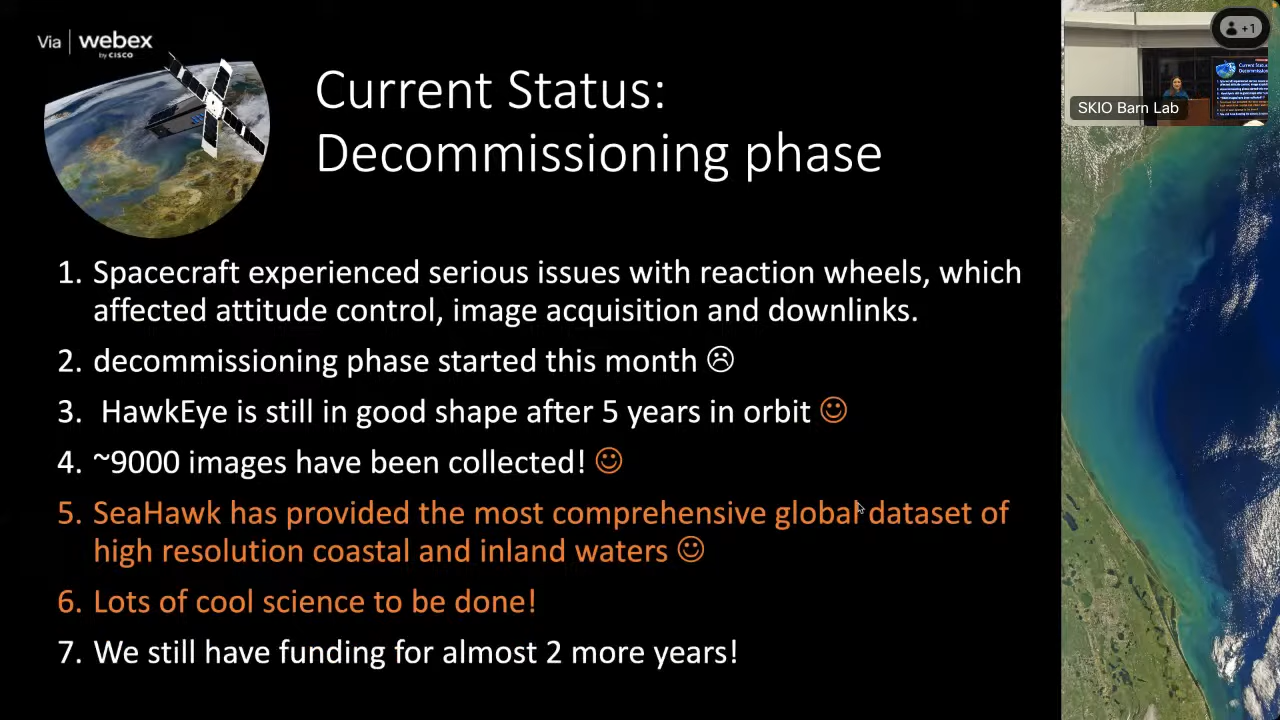 Via | webex
by CISCO
+1
SKIO Barn Lab
Current Status:
Decommissioning phase
1. Spacecraft experienced serious issues with reaction wheels, which
affected attitude control, image acquisition and downlinks.
2. decommissioning phase started this month ☹
3. HawkEye is still in good shape after 5 years in orbit ☺
4. ~9000 images have been collected! ☺
5. SeaHawk has provided the most comprehensive global dataset of
high resolution coastal and inland waters ☺
6. Lots of cool science to be done!
7. We still have funding for almost 2 more years!